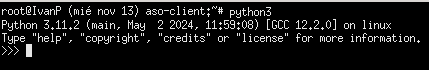 root@IvanP (mié nov 13) aso-client:~# python3
Python 3.11.2 (main, May  2 2024, 11:59:08) [GCC 12.2.0] on linux
Type "help", "copyright", "credits" or "license" for more information.
>>>